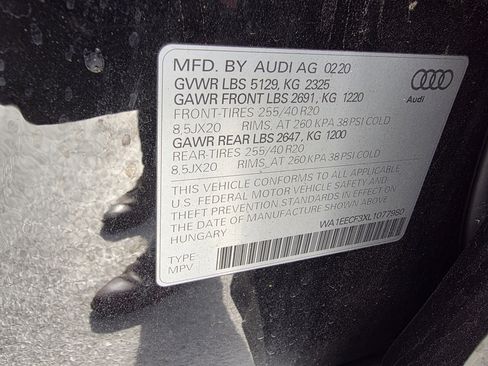 MFD. BY AUDI AG 02/20
GVWR LBS 5129, KG 2325
GAWR FRONT LBS 2691, KG 1220
FRONT-TIRES 255/40 R20
8,5JX20 RIMS, AT 260 KPA 38 PSI COLD
GAWR REAR LBS 2647, KG 1200
REAR-TIRES 255/40 R20
8,5JX20 RIMS, AT 260 KPA 38 PSI COLD
THIS VEHICLE CONFORMS TO ALL APPLICABLE
U.S. FEDERAL MOTOR VEHICLE SAFETY AND
THEFT PREVENTION STANDARDS IN EFFECT ON
THE DATE OF MANUFACTURE SHOWN ABOVE.
HUNGARY
WA1EECF3XL1077980
TYPE
MPV
Audi